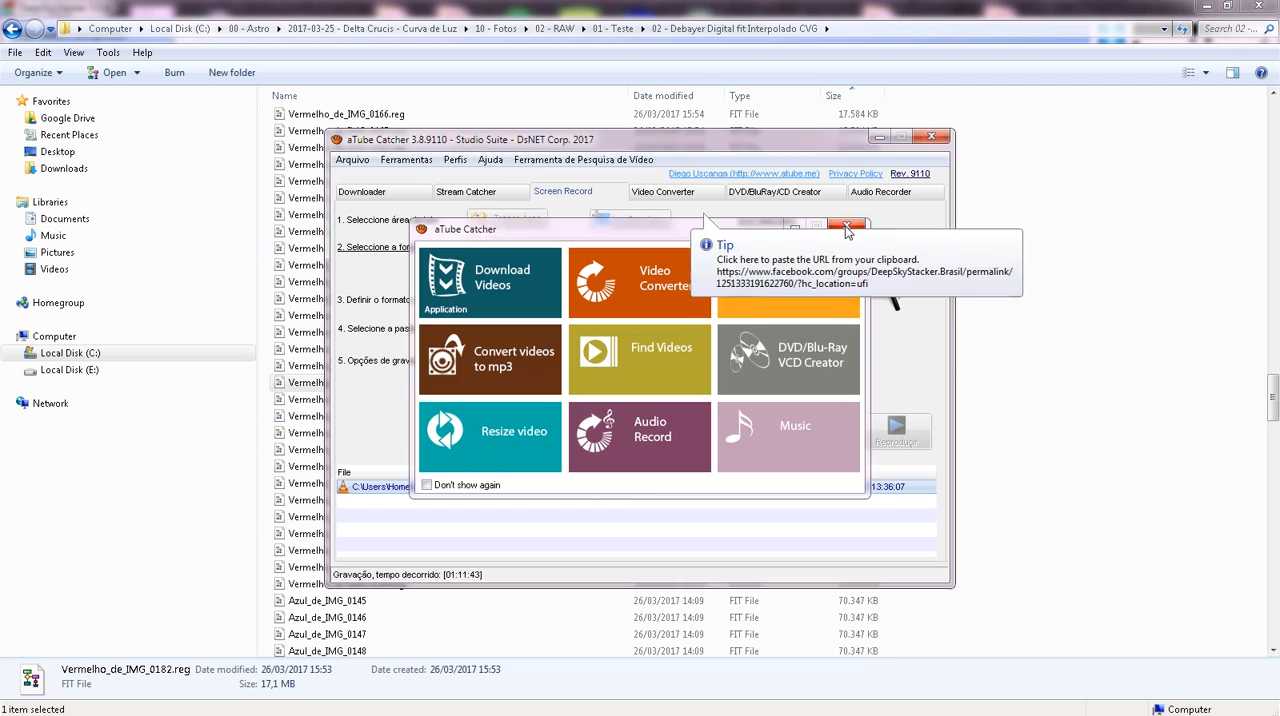 Computer ▸ Local Disk (C:) ▸ 00 - Astro ▸ 2017-03-25 - Delta Crucis - Curva de Luz ▸ 10 - Fotos ▸ 02 - RAW ▸ 01 - Teste ▸ 02 - Debayer Digital fit Interpolado CVG ▸
Search 02 -
File Edit View Tools Help
Organize Open Burn New folder
Favorites
Google Drive
Recent Places
Desktop
Downloads
Libraries
Documents
Music
Pictures
Videos
Homegroup
Computer
Local Disk (C:)
Local Disk (E:)
Network
Name Date modified Type Size
Vermelho_de_IMG_0166.reg 26/03/2017 15:54 FIT File 17.584 KB
aTube Catcher 3.8.9110 - Studio Suite - DsNET Corp. 2017
Arquivo Ferramentas Perfis Ajuda Ferramenta de Pesquisa de Vídeo
Diego Uscanga (http://www.atube.me) Privacy Policy Rev. 9110
Downloader Stream Catcher Screen Record Video Converter DVD/BluRay/CD Creator Audio Recorder
1. Seleccione área
2. Seleccione a
3. Definir o formato
4. Selecione a
5. Opções de
aTube Catcher
Tip
Click here to paste the URL from your clipboard.
https://www.facebook.com/groups/DeepSkyStacker.Brasil/permalink/
1251333191622760/?hc_location=ufi
Download
Videos
Application
Video
Converter
Convert videos
to mp3
Find Videos
DVD/Blu-Ray
VCD Creator
Resize video
Audio
Record
Music
Don't show again
Reproduzir
File
C:\Users\Home 13:36:07
Gravação, tempo decorrido: [01:11:43]
Azul_de_IMG_0145 26/03/2017 14:09 FIT File 70.347 KB
Azul_de_IMG_0146 26/03/2017 14:09 FIT File 70.347 KB
Azul_de_IMG_0147 26/03/2017 14:09 FIT File 70.347 KB
Azul_de_IMG_0148 26/03/2017 14:09 FIT File 70.347 KB
Vermelho_de_IMG_0182.reg Date modified: 26/03/2017 15:53 Date created: 26/03/2017 15:53
FIT File Size: 17,1 MB
1 item selected
Computer